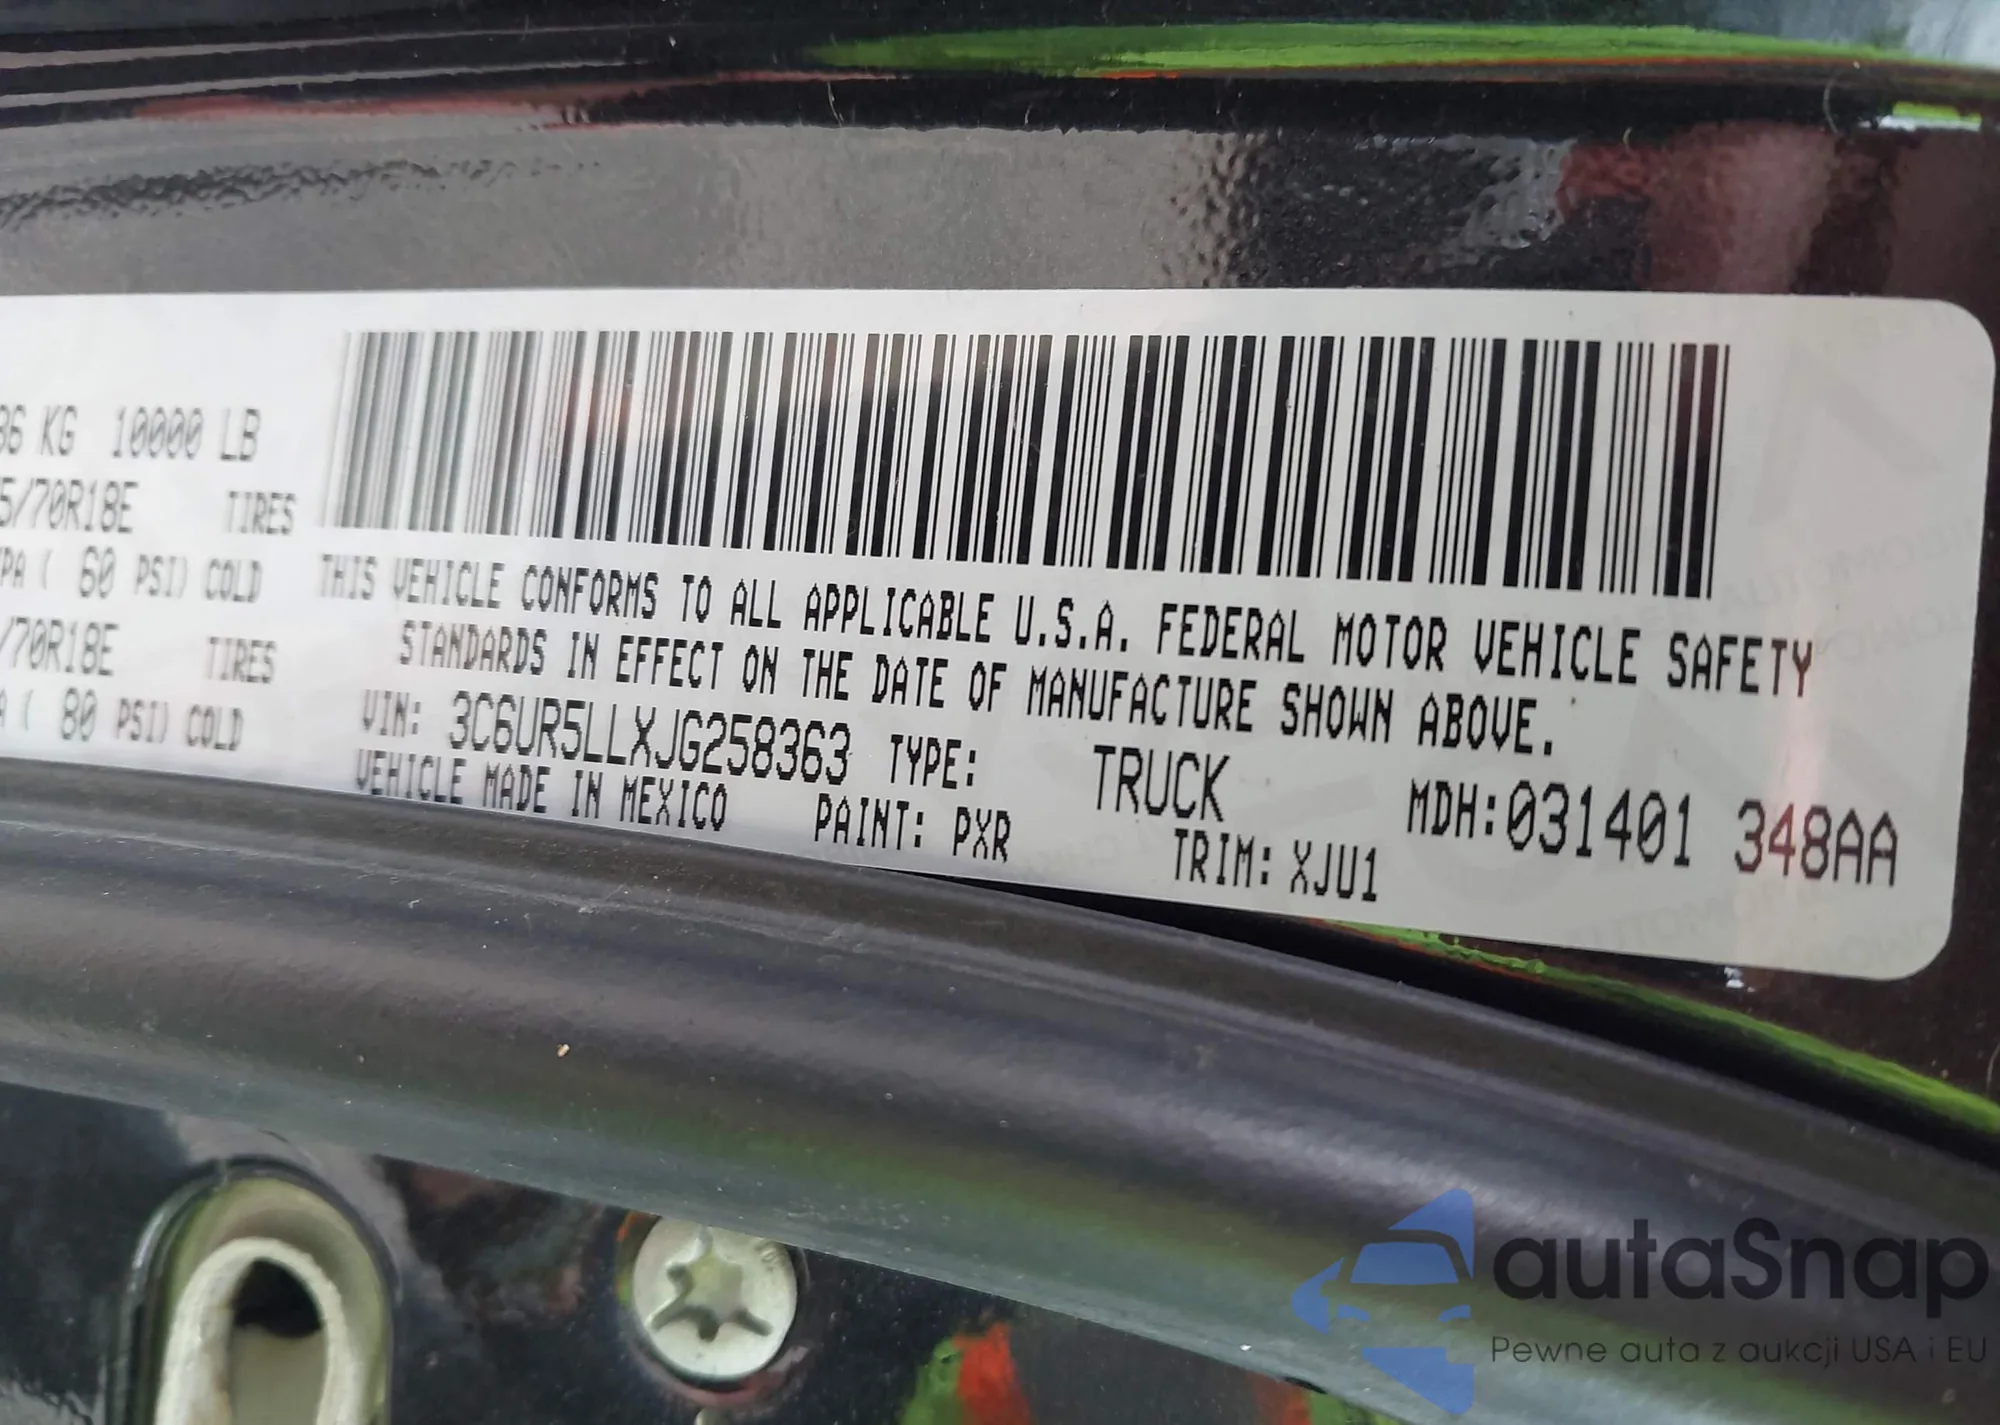 36 KG 10000 LB
5/70R18E TIRES
PA ( 60 PSI) COLD
/70R18E TIRES
A ( 80 PSI) COLD
THIS VEHICLE CONFORMS TO ALL APPLICABLE U.S.A. FEDERAL MOTOR VEHICLE SAFETY
STANDARDS IN EFFECT ON THE DATE OF MANUFACTURE SHOWN ABOVE.
VIN: 3C6UR5LLXJG258363 TYPE: TRUCK MDH:031401 348AA
VEHICLE MADE IN MEXICO PAINT: PXR TRIM: XJU1
autaSnap
Pewne auta z aukcji USA i EU